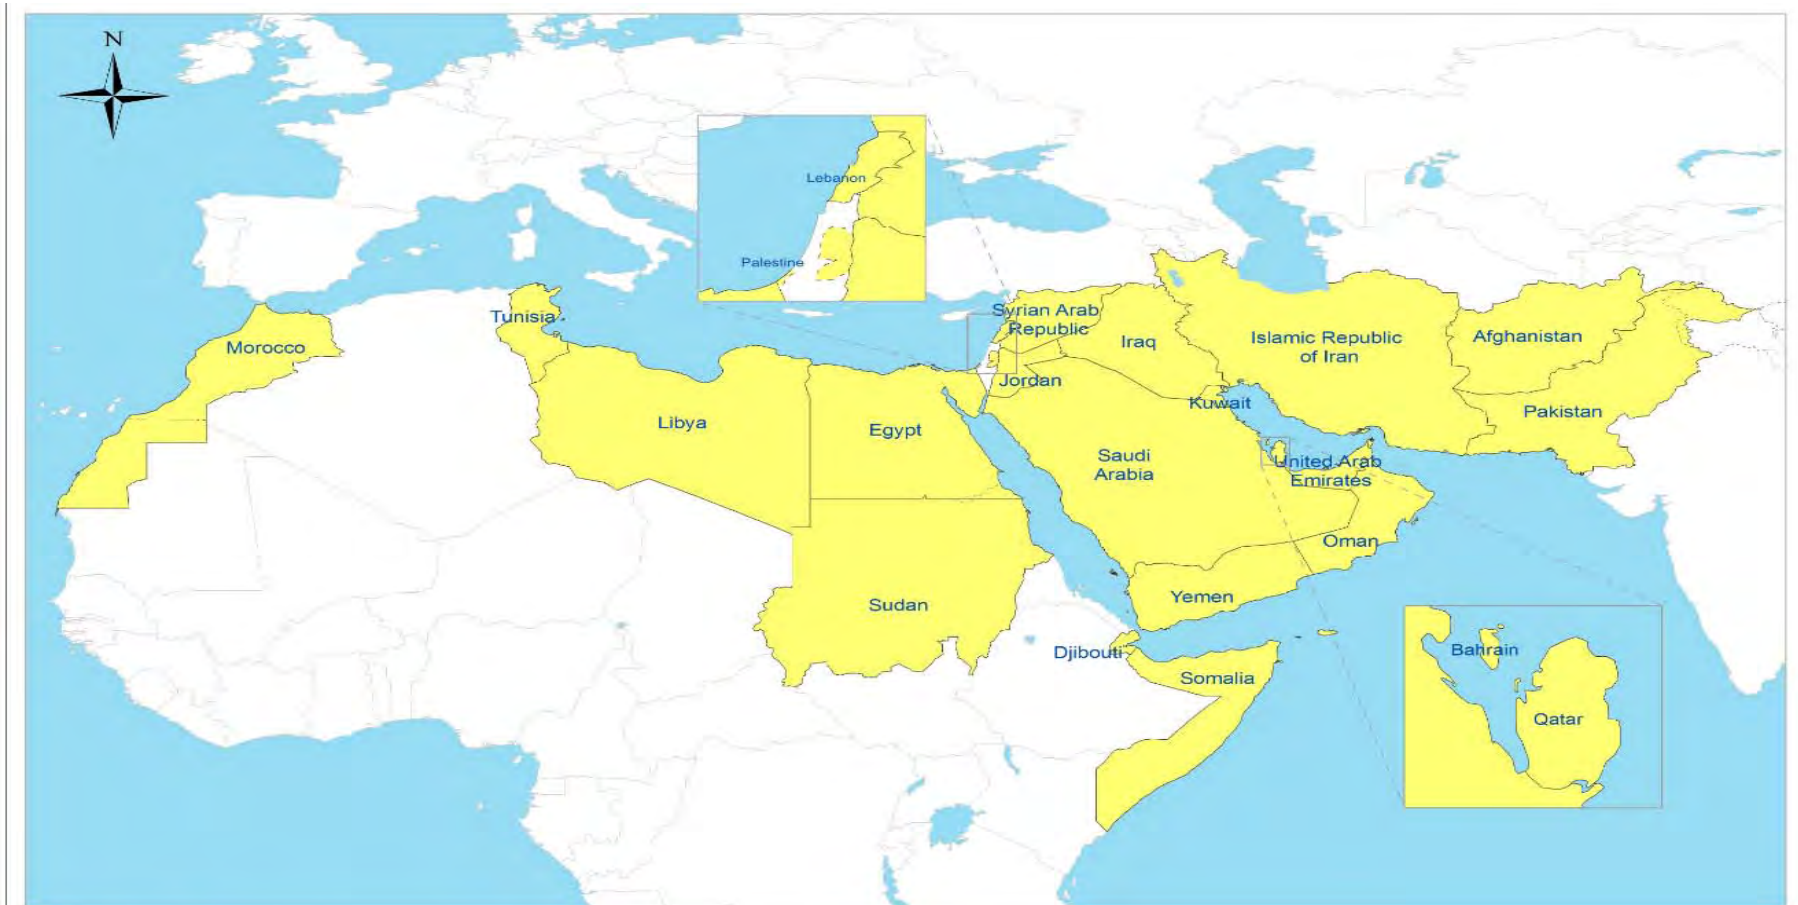 N
Lebanon
Palestine
Tunisia
Morocco
Syrian Arab
Republic
Iraq
Islamic Republic
of Iran
Afghanistan
Jordan
Kuwait
Pakistan
Libya
Egypt
Saudi
Arabia
United Arab
Emirates
Oman
Yemen
Sudan
Djibouti
Somalia
Bahrain
Qatar